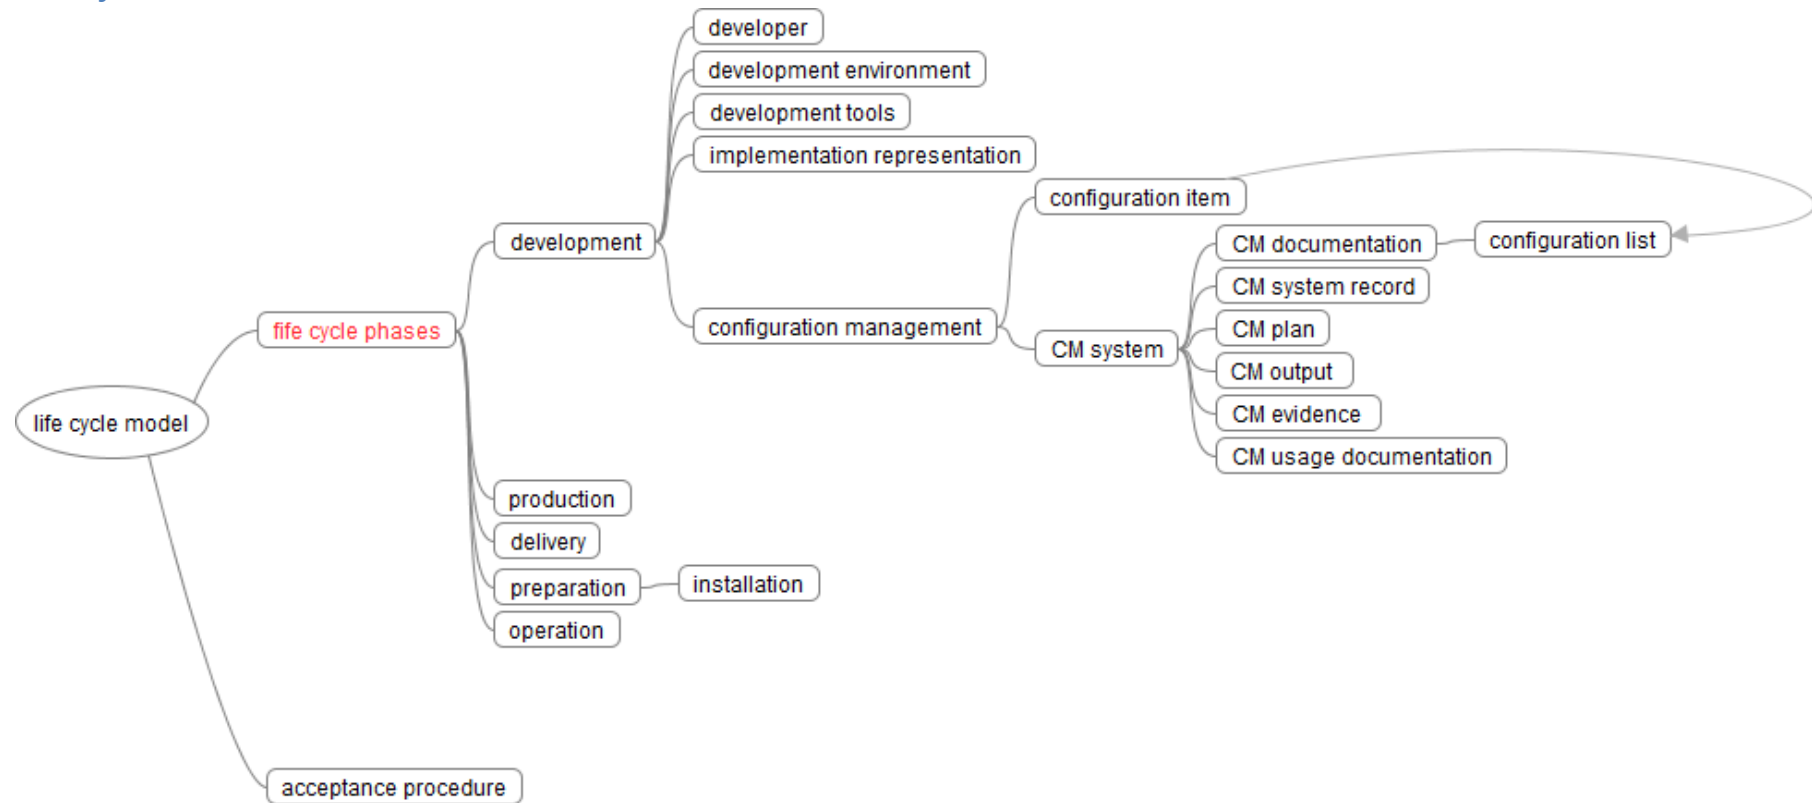 developer
development environment
development tools
implementation representation
configuration item
development
CM documentation
configuration list
CM system record
fife cycle phases
configuration management
CM plan
CM system
CM output
life cycle model
CM evidence
CM usage documentation
production
delivery
preparation
installation
operation
acceptance procedure